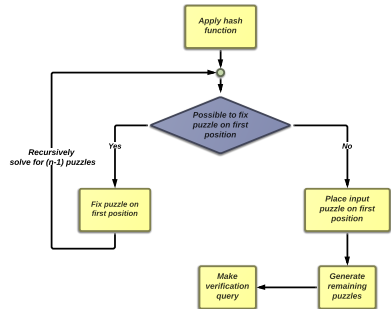 Apply hash
function
Possible to fix
puzzle on first
position
Yes
No
Recursively
solve for (n-1) puzzles
Fix puzzle on
first position
Place input
puzzle on first
position
Make
verification
query
Generate
remaining
puzzles